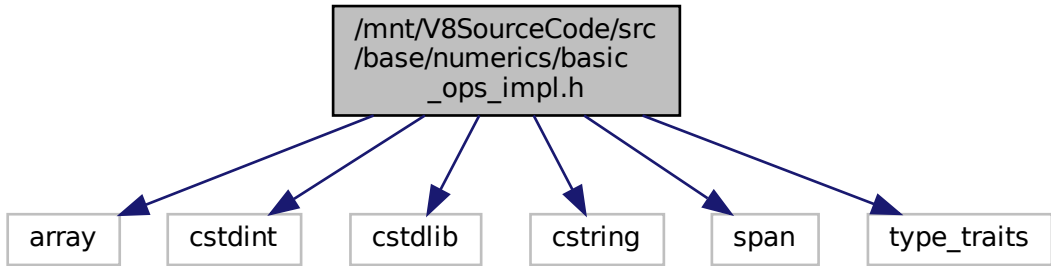 /mnt/V8SourceCode/src
/base/numerics/basic
_ops_impl.h
array
cstdint
cstdlib
cstring
span
type_traits